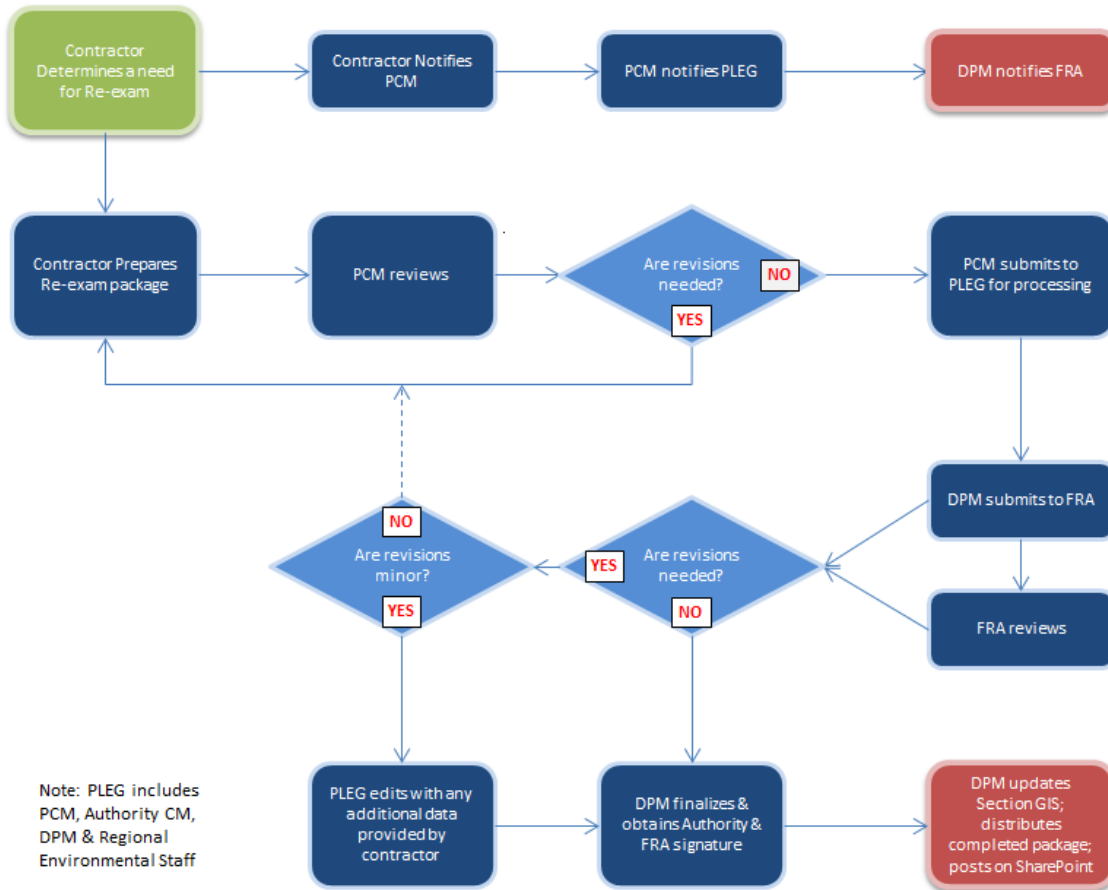 Contractor
Determines a need
for Re-exam
Contractor Notifies
PCM
PCM notifies PLEG
DPM notifies FRA
Contractor Prepares
Re-exam package
PCM reviews
Are revisions
needed?
NO
YES
PCM submits to
PLEG for processing
DPM submits to FRA
NO
Are revisions
minor?
YES
YES
Are revisions
needed?
NO
FRA reviews
Note: PLEG includes
PCM, Authority CM,
DPM & Regional
Environmental Staff
PLEG edits with any
additional data
provided by
contractor
DPM finalizes &
obtains Authority &
FRA signature
DPM updates
Section GIS;
distributes
completed package;
posts on SharePoint